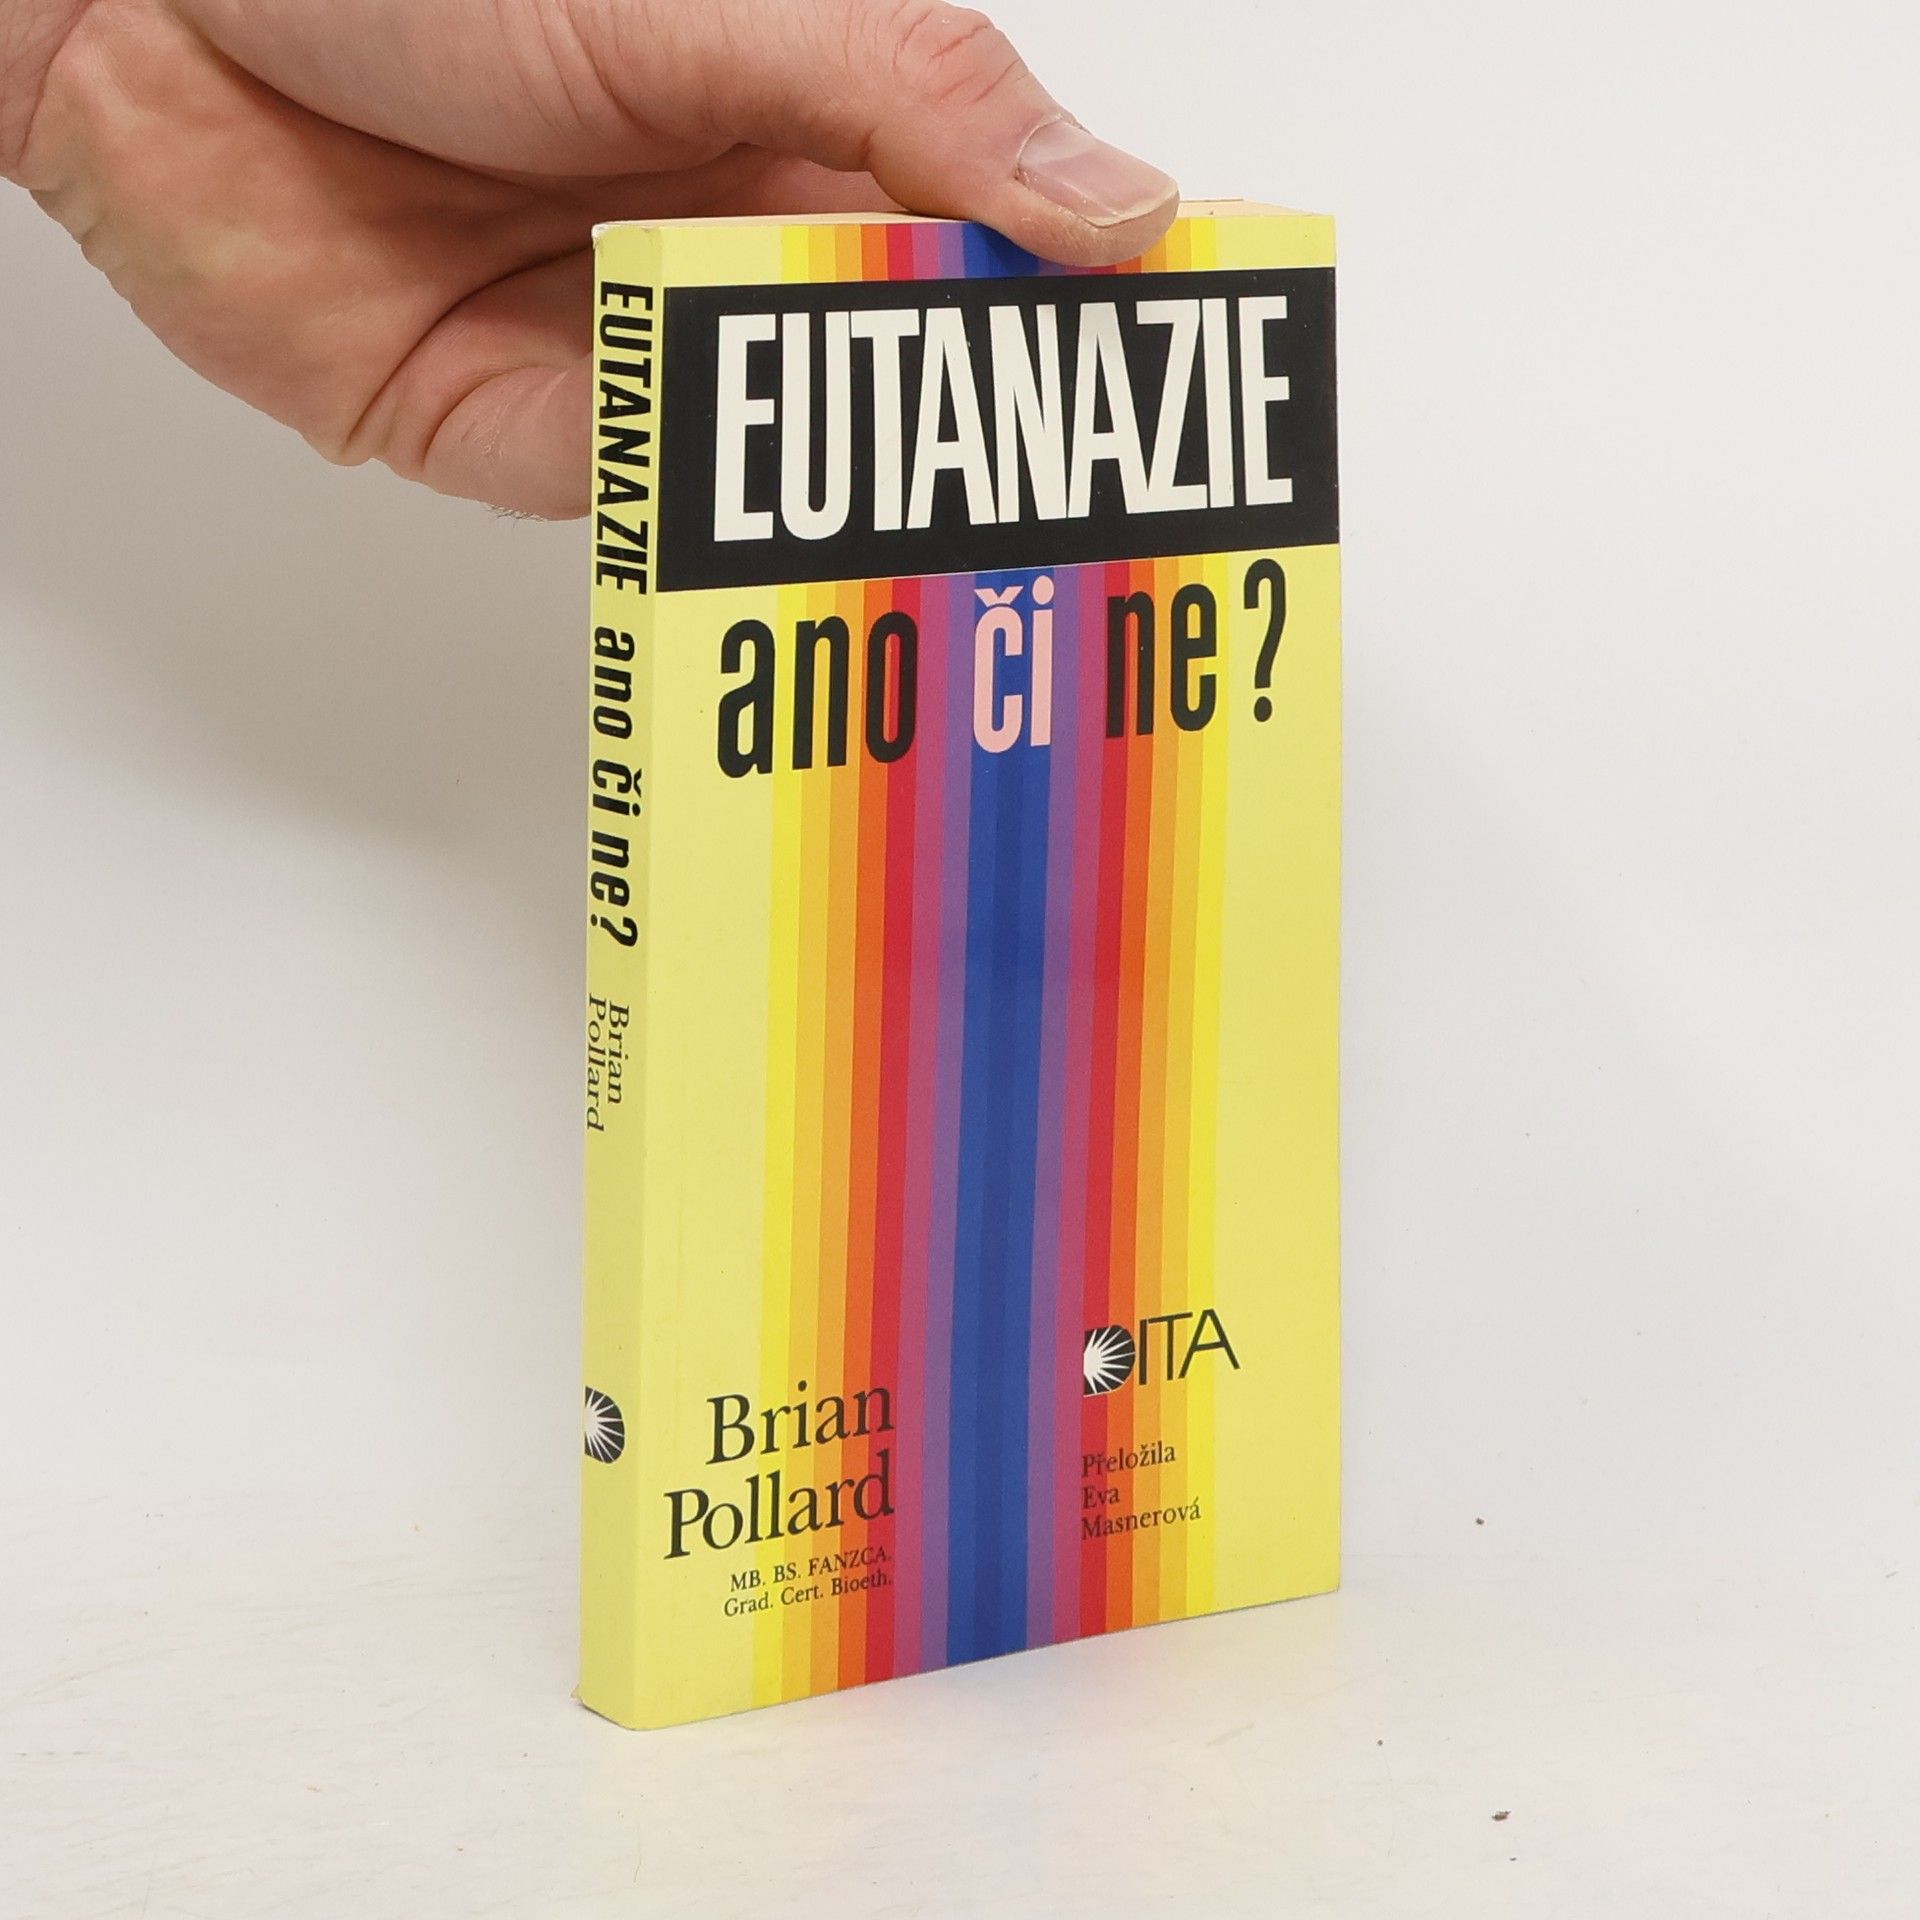 EUTANAZIE
ano či ne?
Brian
Pollard
MB. BS. FANZCA.
Grad. Cert. Bioeth.
DITA
Přeložila
Eva
Masnerová
EUTANAZIE ano či ne?
Brian
Pollard